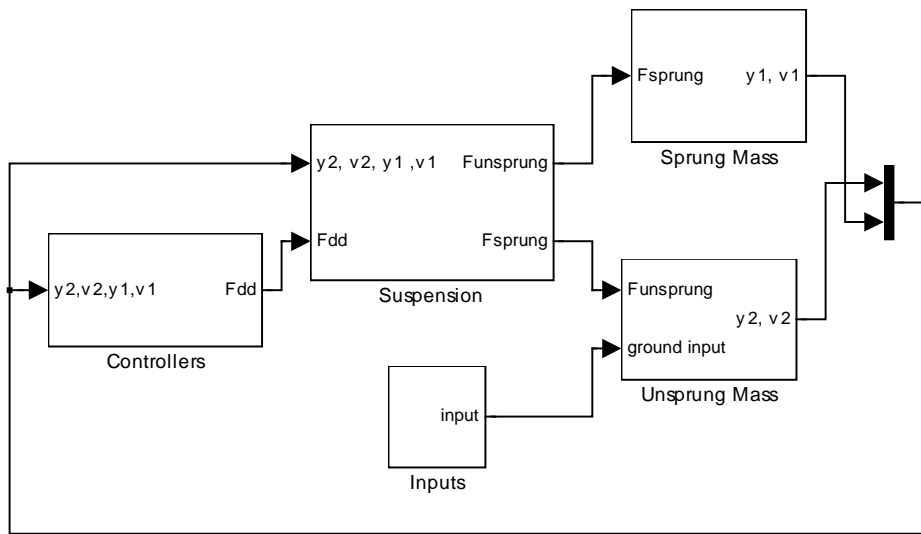 Fsprung
y1, v1
Sprung Mass
y2, v2, y1 ,v1
Funsprung
Fdd
Fsprung
Suspension
y2,v2,y1,v1
Fdd
Controllers
Funsprung
y2, v2
ground input
Unsprung Mass
input
Inputs